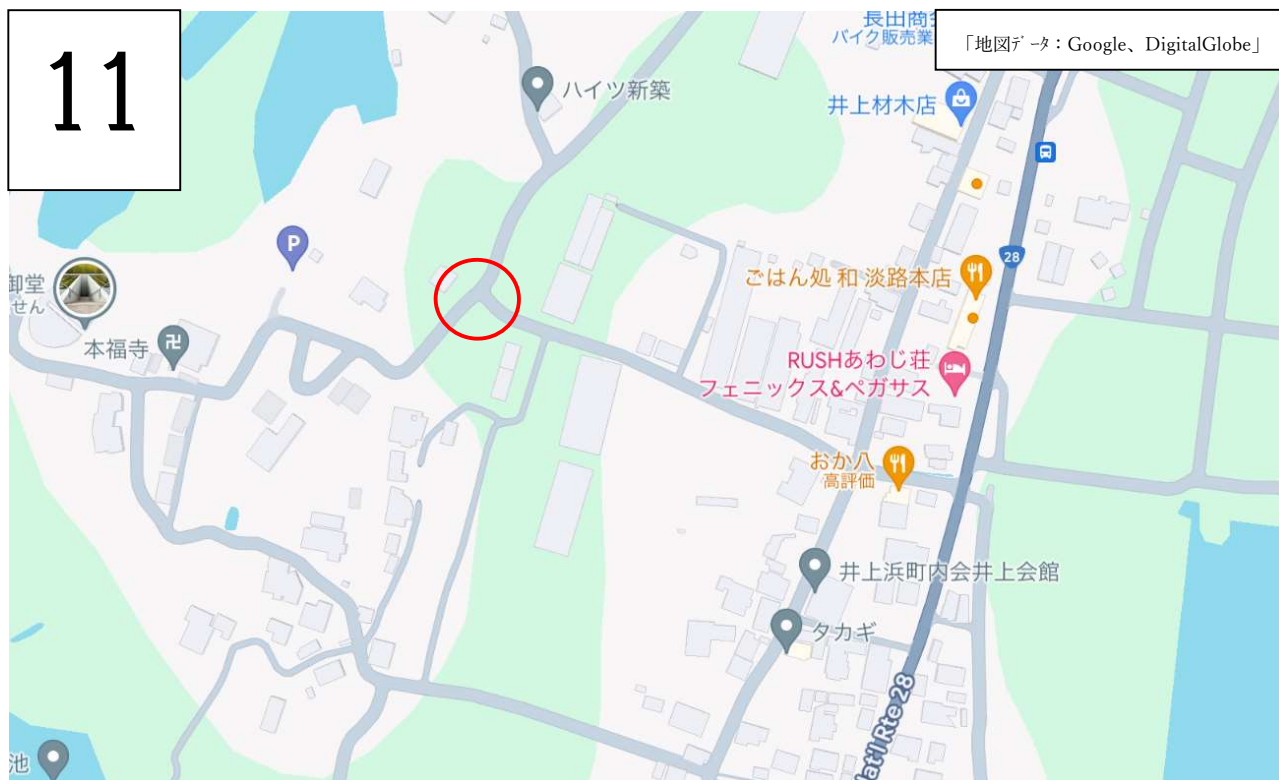 11
長田商
バイク販売業
「地図ﾃﾞｰﾀ：Google、DigitalGlobe」
ハイツ新築
井上材木店
P
28
御堂
せん
ごはん処 和 淡路本店
本福寺
卍
RUSHあわじ荘
フェニックス&ペガサス
おか八
高評価
井上浜町内会井上会館
タカギ
at'l Rte 28
池